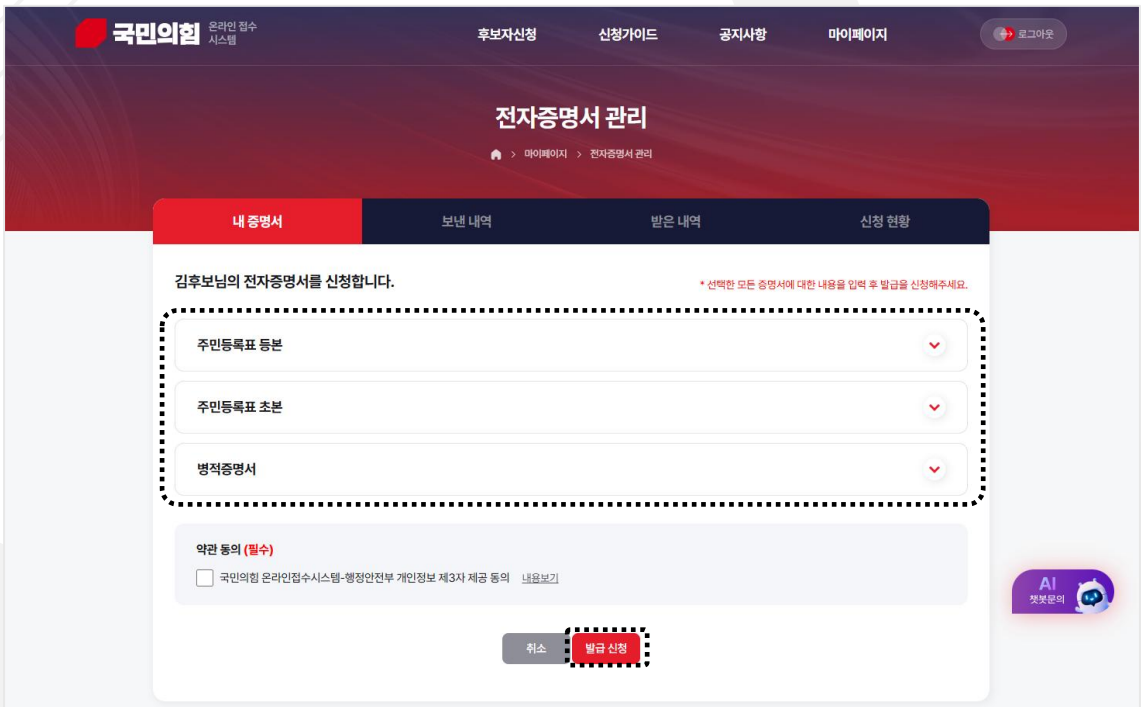 국민의힘 온라인 접수
시스템
후보자신청 신청가이드 공지사항 마이페이지 로그아웃
전자증명서 관리
> 마이페이지 > 전자증명서 관리
내 증명서 보낸 내역 받은 내역 신청 현황
김후보님의 전자증명서를 신청합니다.
* 선택한 모든 증명서에 대한 내용을 입력 후 발급을 신청해주세요.
주민등록표 등본
주민등록표 초본
병적증명서
약관 동의 (필수)
국민의힘 온라인접수시스템-행정안전부 개인정보 제3자 제공 동의 내용보기
AI
챗봇문의
취소 발급 신청